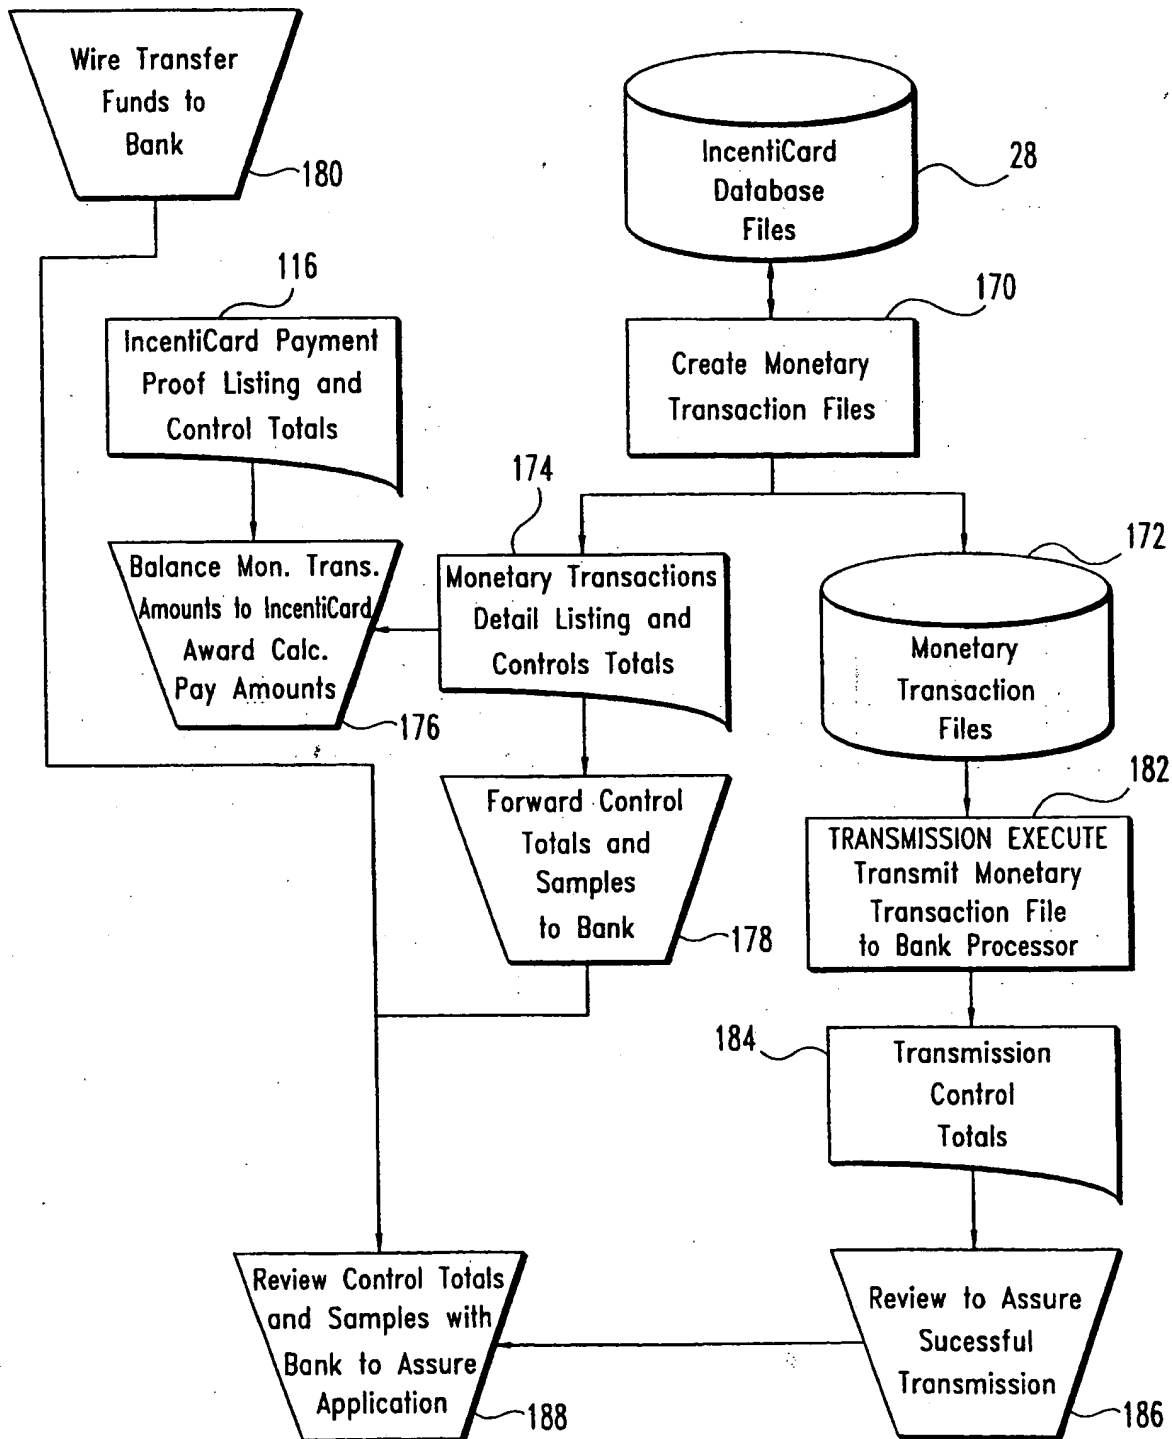 Wire Transfer
Funds to
Bank
180
IncentiCard
Database
Files
28
116
IncentiCard Payment
Proof Listing and
Control Totals
170
Create Monetary
Transaction Files
174
Monetary Transactions
Detail Listing and
Controls Totals
172
Monetary
Transaction
Files
Balance Mon. Trans.
Amounts to IncentiCard
Award Calc.
Pay Amounts
176
Forward Control
Totals and
Samples
to Bank
178
182
TRANSMISSION EXECUTE
Transmit Monetary
Transaction File
to Bank Processor
184
Transmission
Control
Totals
Review Control Totals
and Samples with
Bank to Assure
Application
188
Review to Assure
Sucessful
Transmission
186